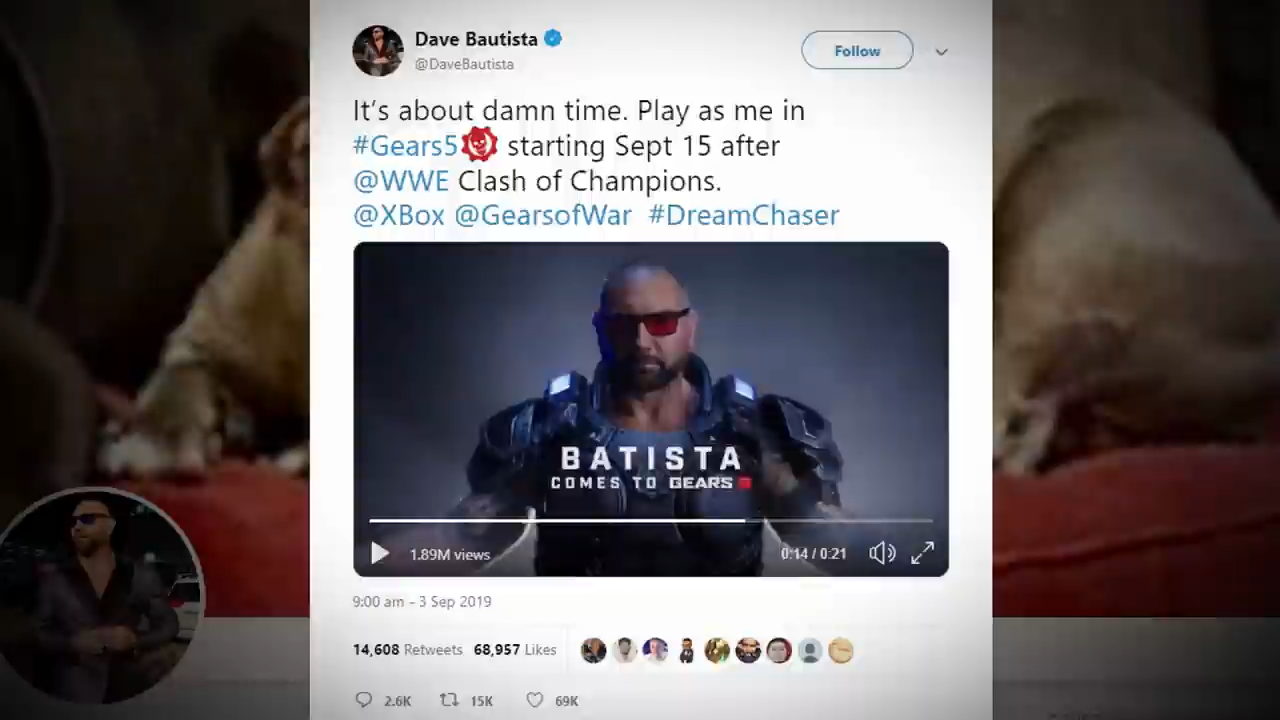 Dave Bautista
@DaveBautista
Follow
It's about damn time. Play as me in
#Gears5 starting Sept 15 after
@WWE Clash of Champions.
@XBox @GearsofWar #DreamChaser
BATISTA
COMES TO GEARS 5
1.89M views
0:14 / 0:21
9:00 am - 3 Sep 2019
14,608 Retweets 68,957 Likes
2.6K 15K 69K